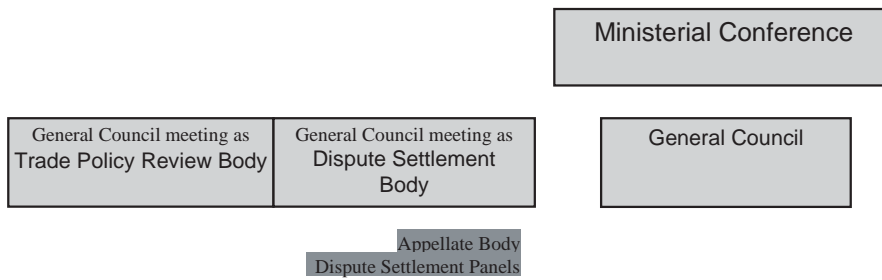 Ministerial Conference
General Council meeting as
Trade Policy Review Body
General Council meeting as
Dispute Settlement
Body
General Council
Appellate Body
Dispute Settlement Panels